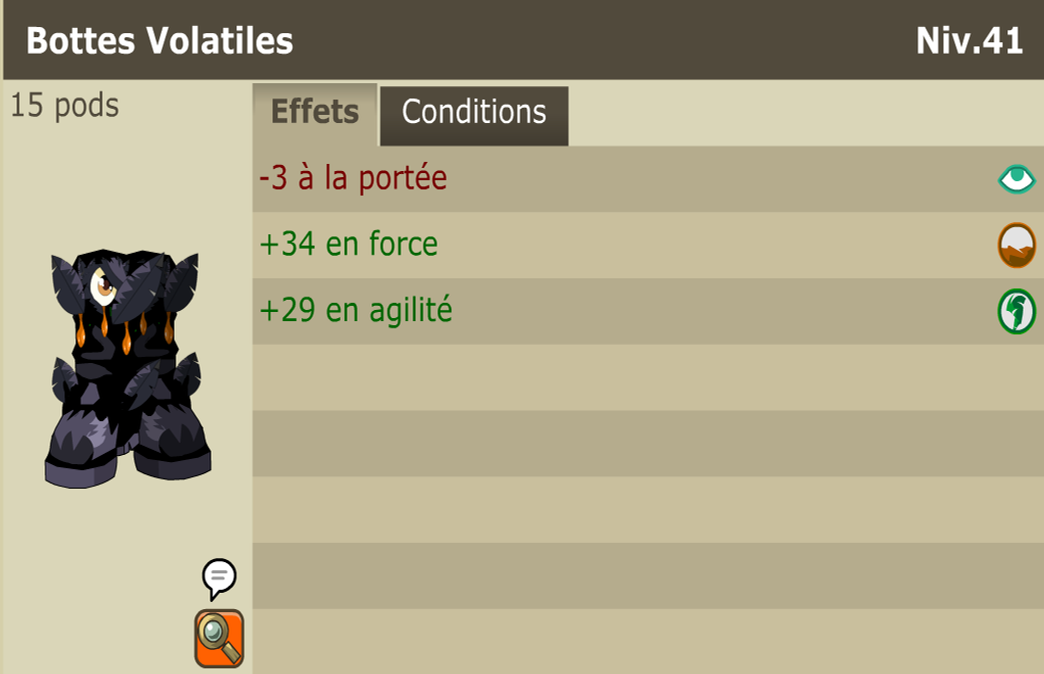 Bottes Volatiles
Niv.41
15 pods
Effets
Conditions
-3 à la portée
+34 en force
+29 en agilité